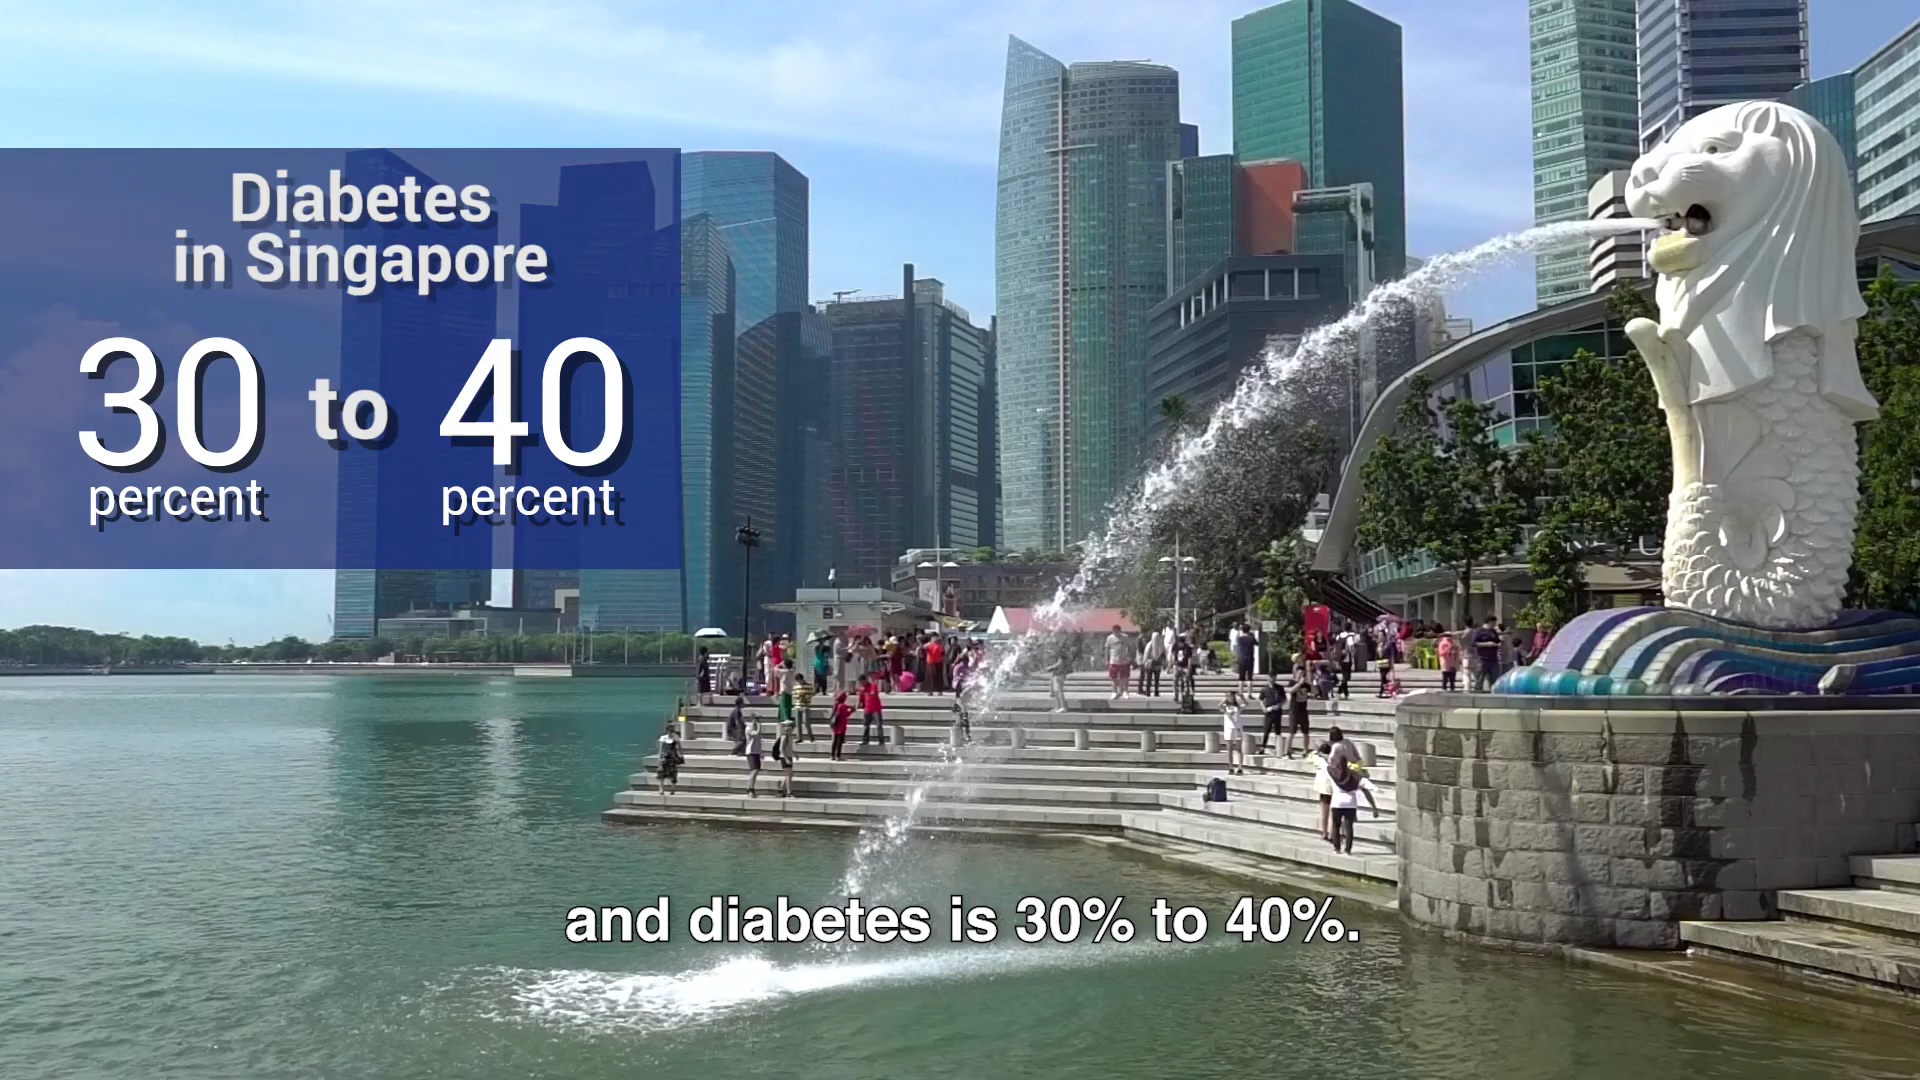 Diabetes
in Singapore
30 to 40
percent percent
and diabetes is 30% to 40%.